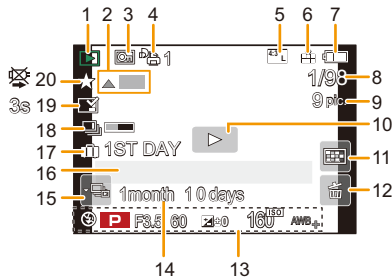 1 2 3 4 5 6 7
1 4:3 L
20 1/98 8
3s 19 9 pic 9
18 10
17 1ST DAY
16 11
15 1month 10days 12
P F3.5 60 ±0 160 ISO AWB
14 13